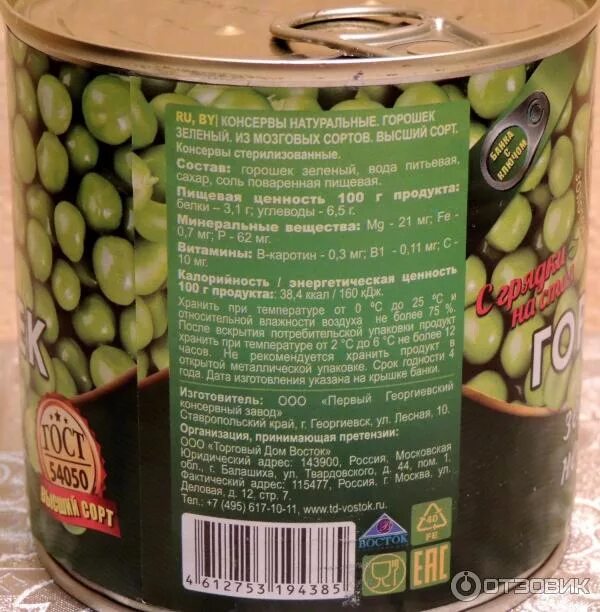 RU, BY| КОНСЕРВЫ НАТУРАЛЬНЫЕ. ГОРОШЕК
ЗЕЛЕНЫЙ. ИЗ МОЗГОВЫХ СОРТОВ. ВЫСШИЙ СОРТ.
Консервы стерилизованные.
Состав: горошек зеленый, вода питьевая,
сахар, соль поваренная пищевая.
Пищевая ценность 100 г продукта:
белки – 3,1 г; углеводы - 6,5 г.
Минеральные вещества: Mg - 21 мг; Fe -
0,7 мг; P - 62 мг.
Витамины: B-каротин - 0,3 мг; B1 - 0,11 мг; C -
10 мг.
Калорийность / энергетическая ценность
100 г продукта: 38,4 ккал / 160 кДж.
Хранить при температуре от 0 °С до 25 °С и
относительной влажности воздуха не более 75 %.
После вскрытия потребительской упаковки продукт
хранить при температуре от 2 °С до 6 °С не более 12
часов. Не рекомендуется хранить продукт в
открытой металлической упаковке. Срок годности 4
года. Дата изготовления указана на крышке банки.
Изготовитель: ООО «Первый Георгиевский
консервный завод»
Ставропольский край, г. Георгиевск, ул. Лесная, 10.
Организация, принимающая претензии:
ООО «Торговый Дом Восток»
Юридический адрес: 143900, Россия, Московская
обл., г. Балашиха, ул. Твардовского, д. 44, пом. 1.
Фактический адрес: 115477, Россия, г. Москва, ул.
Деловая, д. 12, стр. 7.
Тел.: +7 (495) 617-10-11, www.td-vostok.ru
4 612753 194385
ВОСТОК
40
FE
EAC
ГОСТ
54050
ВЫСШИЙ СОРТ
БАНКА
С
КЛЮЧОМ
С грядки
на стол
ГОР
ОТЗОВИК